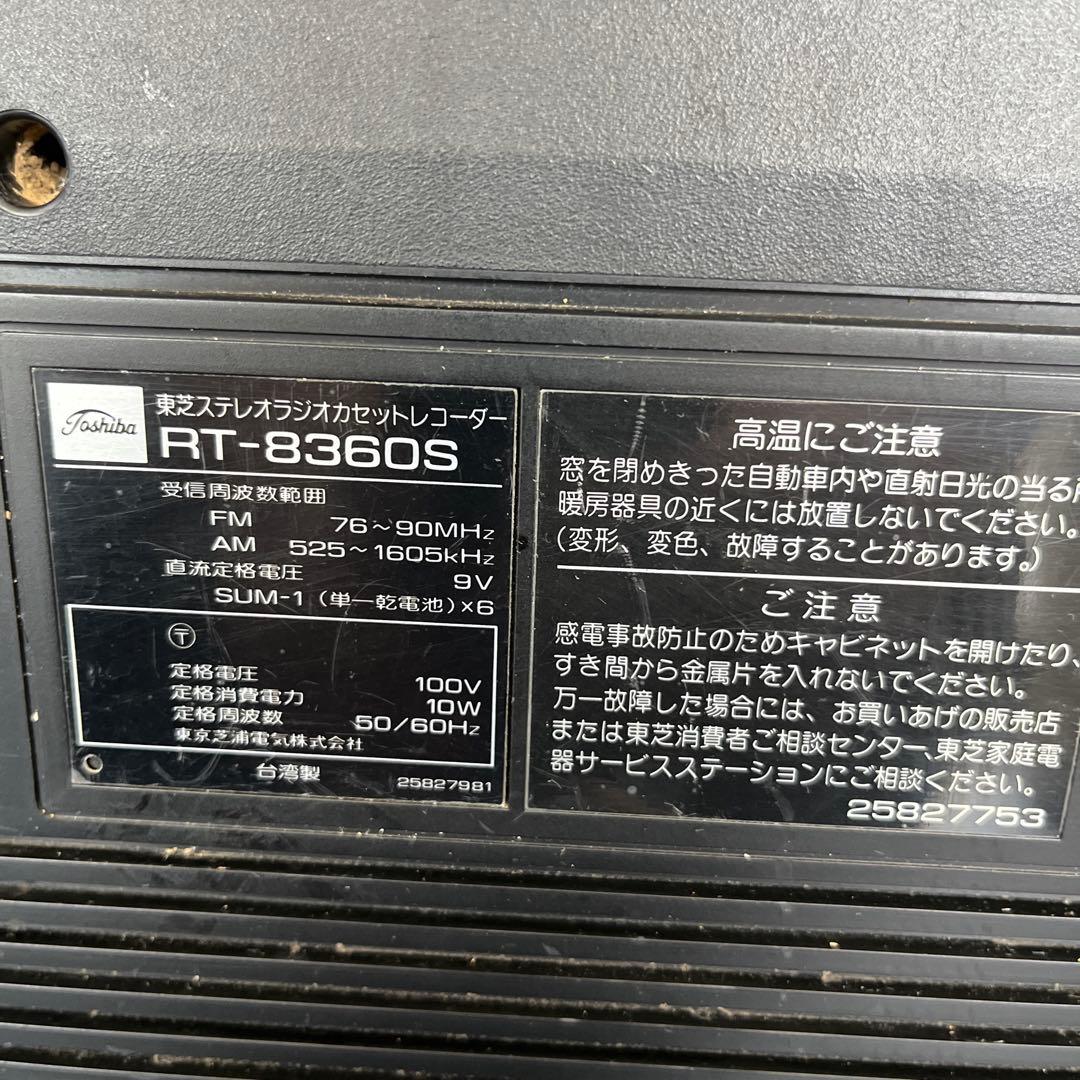 Toshiba
東芝ステレオラジオカセットレコーダー
RT-8360S
受信周波数範囲
FM 76～90MHz
AM 525～1605kHz
直流定格電圧 9V
SUM-1（単一乾電池）×6
〒
定格電圧 100V
定格消費電力 10W
定格周波数 50/60Hz
東京芝浦電気株式会社
台湾製 25827981
高温にご注意
窓を閉めきった自動車内や直射日光の当る
暖房器具の近くには放置しないでください。
（変形、変色、故障することがあります。）
ご注意
感電事故防止のためキャビネットを開けたり、
すき間から金属片を入れないでください。
万一故障した場合には、お買いあげの販売店
または東芝消費者ご相談センター、東芝家庭電
器サービスステーションにご相談ください。
25827753